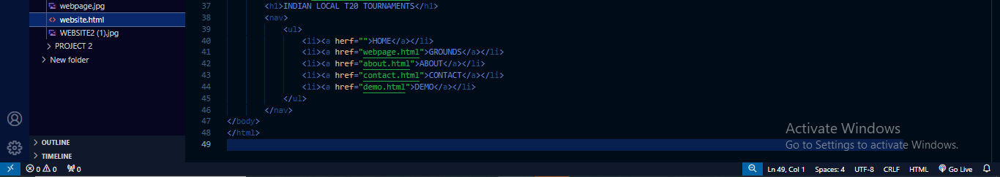 webpage.jpg
website.html
WEBSITE2 (1).jpg
PROJECT 2
New folder
OUTLINE
TIMELINE
37 <h1>INDIAN LOCAL T20 TOURNAMENTS</h1>
38 <nav>
39 <ul>
40 <li><a herf="">HOME</a></li>
41 <li><a href="webpage.html">GROUNDS</a></li>
42 <li><a href="about.html">ABOUT</a></li>
43 <li><a href="contact.html">CONTACT</a></li>
44 <li><a href="demo.html">DEMO</a></li>
45 </ul>
46 </nav>
47 </body>
48 </html>
49
Activate Windows
Go to Settings to activate Windows.
0 0 0 Ln 49, Col 1 Spaces: 4 UTF-8 CRLF HTML Go Live